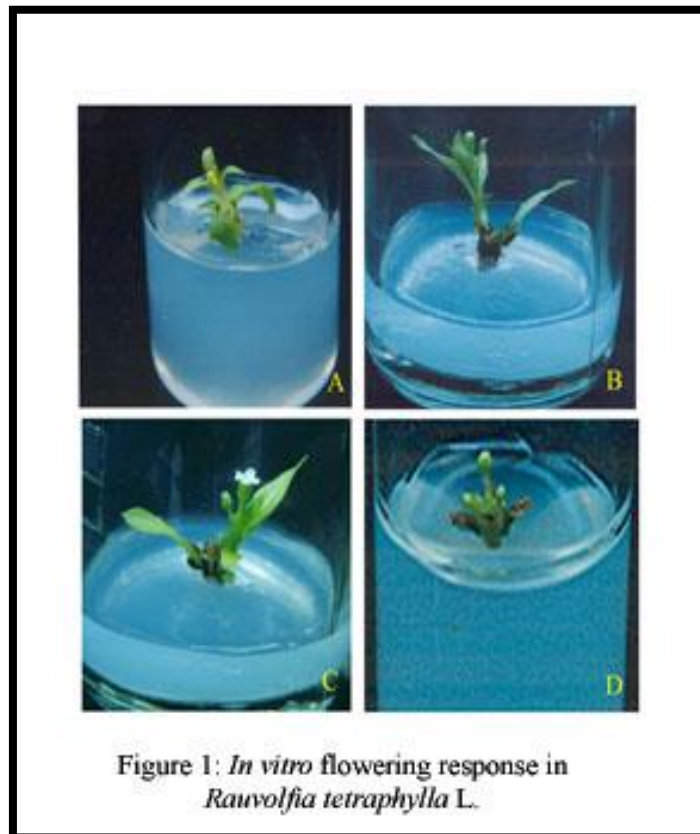 A
B
C
D
Figure 1: In vitro flowering response in
Rauvolfia tetraphylla L.